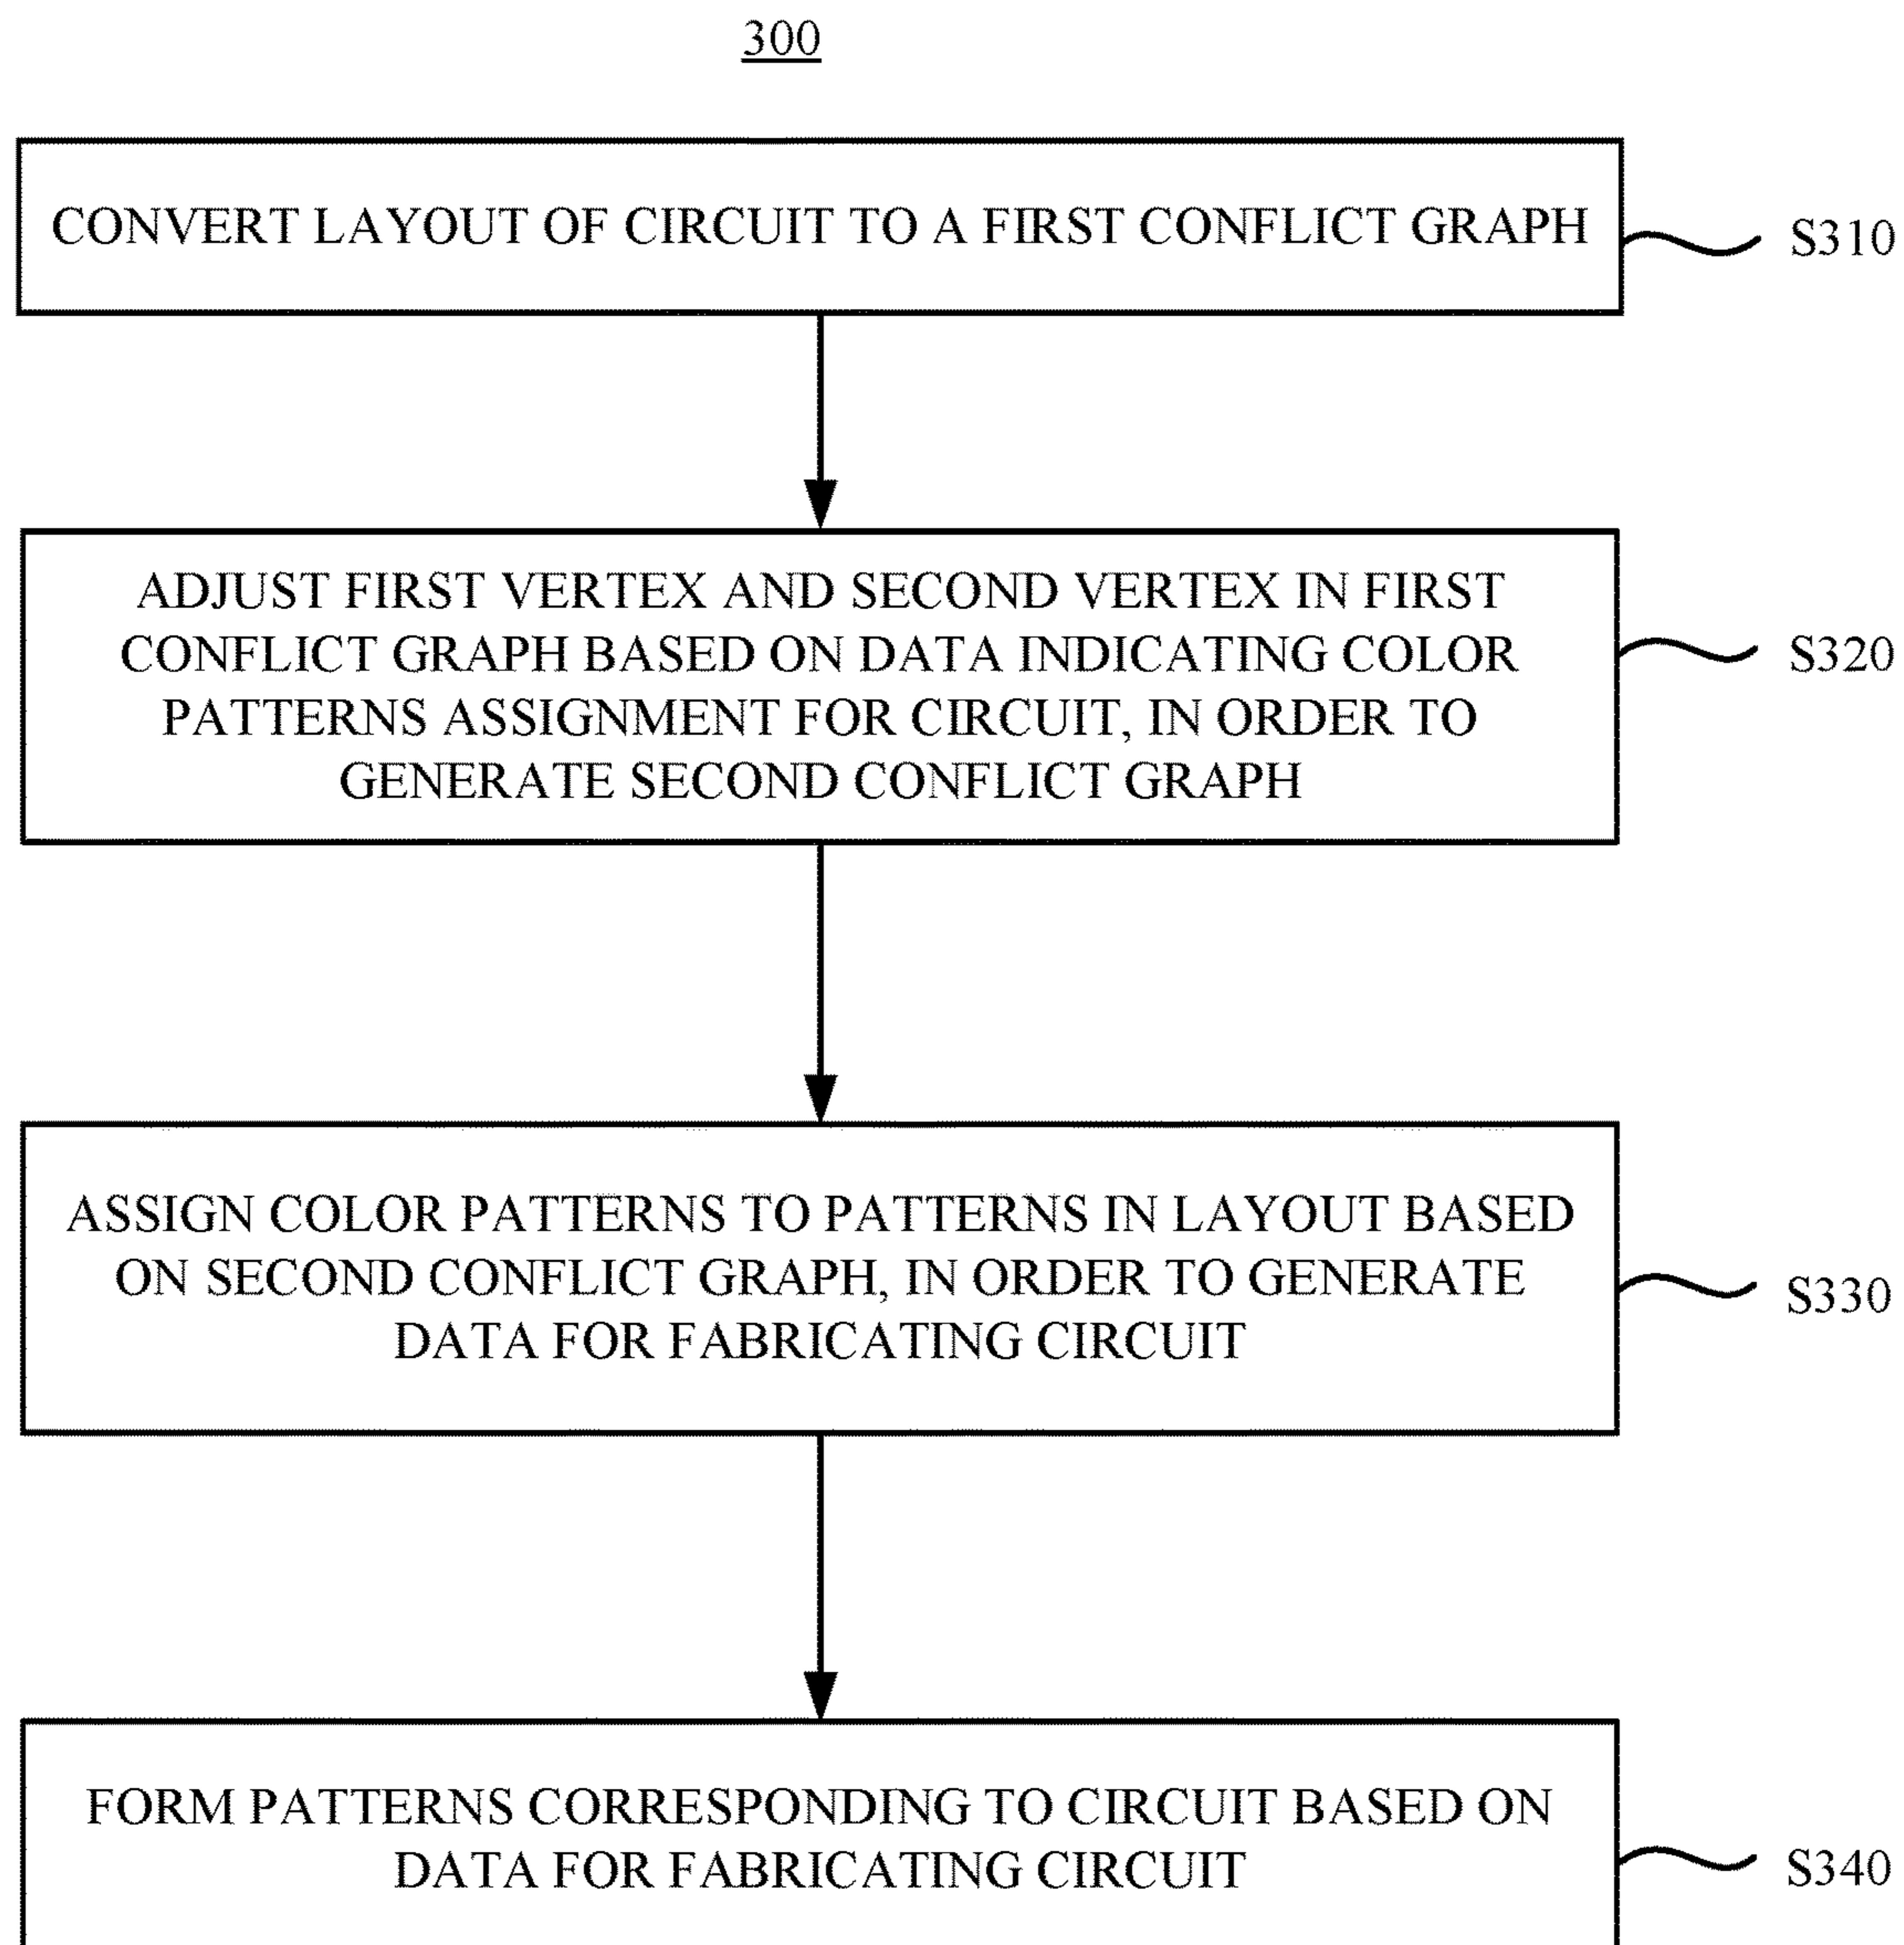 300
CONVERT LAYOUT OF CIRCUIT TO A FIRST CONFLICT GRAPH
S310
ADJUST FIRST VERTEX AND SECOND VERTEX IN FIRST
CONFLICT GRAPH BASED ON DATA INDICATING COLOR
PATTERNS ASSIGNMENT FOR CIRCUIT, IN ORDER TO
GENERATE SECOND CONFLICT GRAPH
S320
ASSIGN COLOR PATTERNS TO PATTERNS IN LAYOUT BASED
ON SECOND CONFLICT GRAPH, IN ORDER TO GENERATE
DATA FOR FABRICATING CIRCUIT
S330
FORM PATTERNS CORRESPONDING TO CIRCUIT BASED ON
DATA FOR FABRICATING CIRCUIT
S340